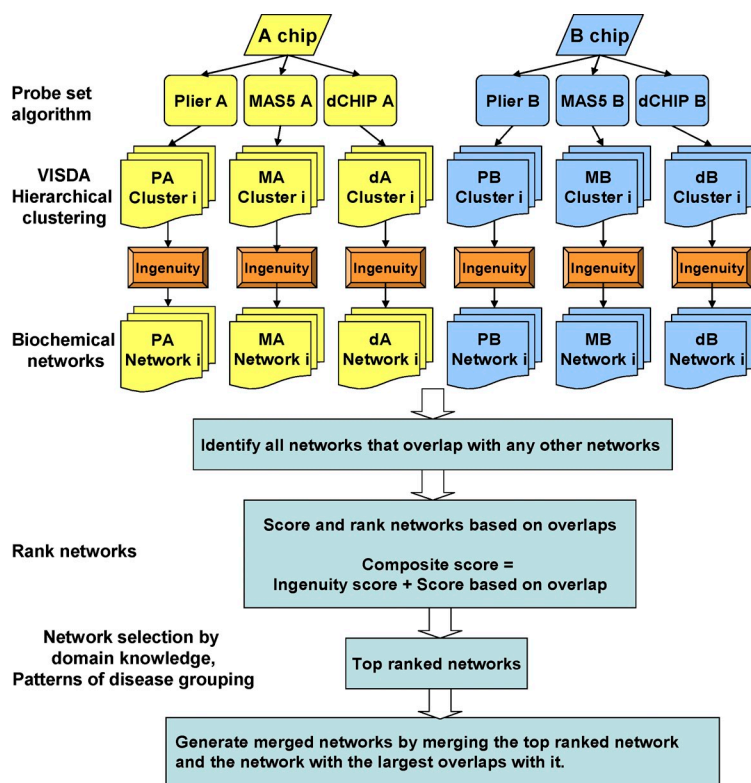 A chip
B chip
Probe set
algorithm
Plier A
MAS5 A
dCHIP A
Plier B
MAS5 B
dCHIP B
VISDA
Hierarchical
clustering
PA
Cluster i
MA
Cluster i
dA
Cluster i
PB
Cluster i
MB
Cluster i
dB
Cluster i
Ingenuity
Ingenuity
Ingenuity
Ingenuity
Ingenuity
Ingenuity
Biochemical
networks
PA
Network i
MA
Network i
dA
Network i
PB
Network i
MB
Network i
dB
Network i
Identify all networks that overlap with any other networks
Rank networks
Score and rank networks based on overlaps
Composite score =
Ingenuity score + Score based on overlap
Network selection by
domain knowledge,
Patterns of disease grouping
Top ranked networks
Generate merged networks by merging the top ranked network
and the network with the largest overlaps with it.